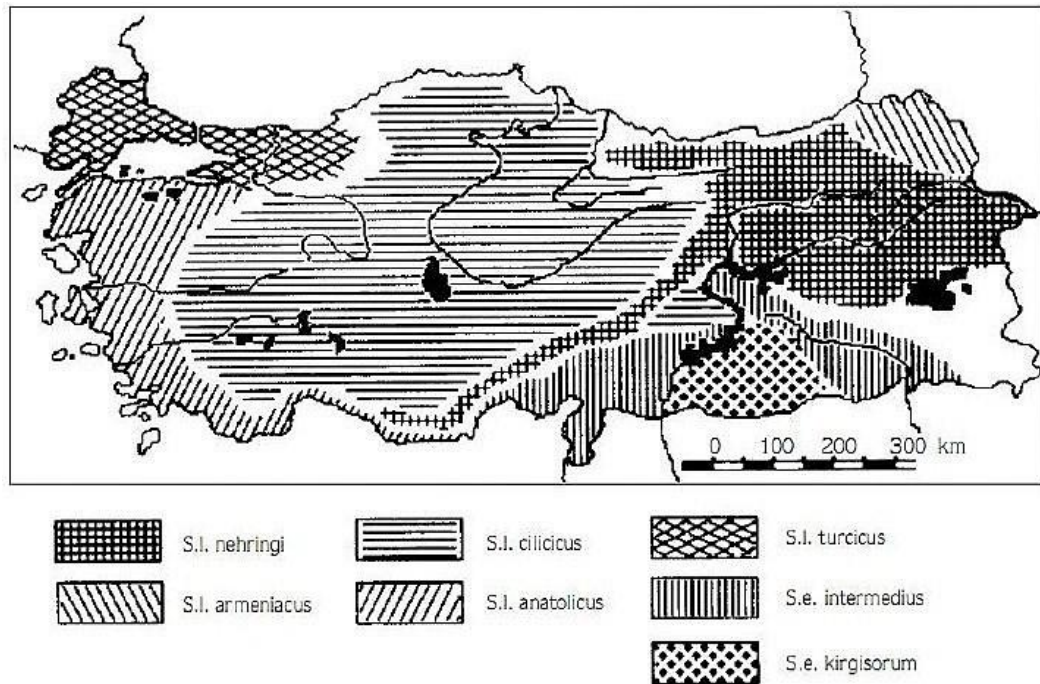 0 100 200 300 km
S.l. nehringi
S.l. cilicicus
S.l. turcicus
S.l. armeniacus
S.l. anatolicus
S.e. intermedius
S.e. kirgisorum